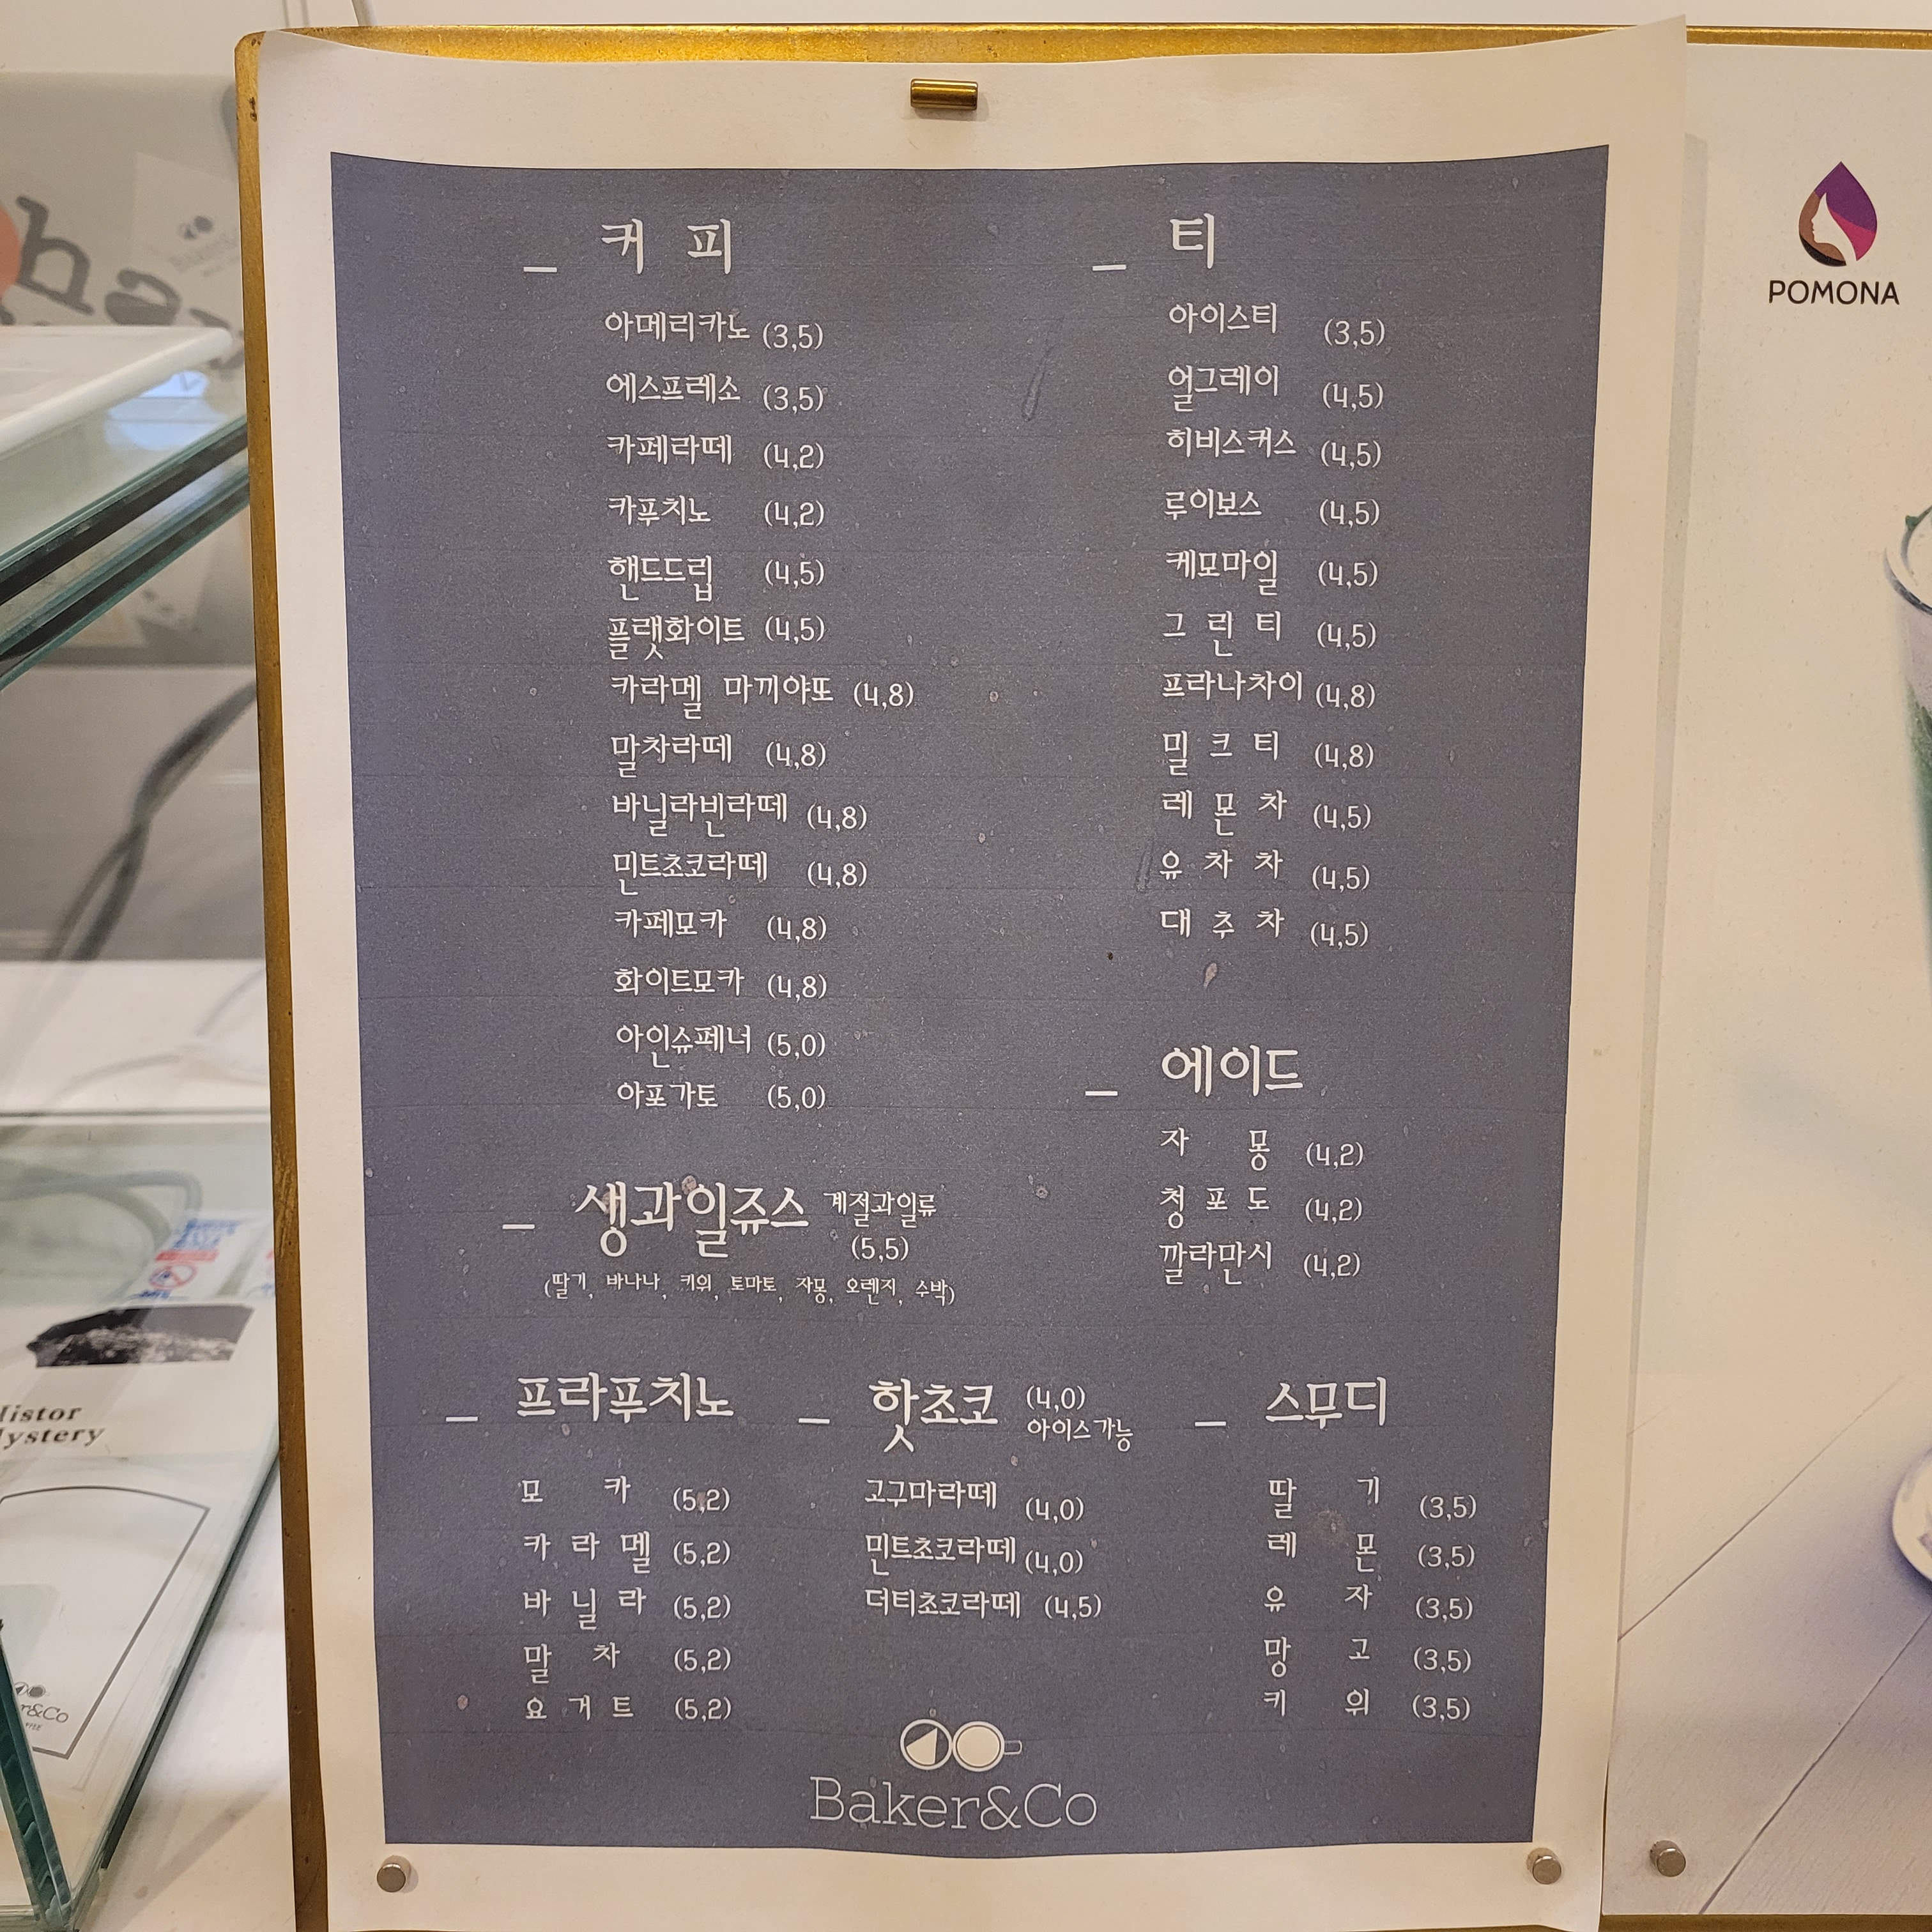 커 피
아메리카노 (3,5)
에스프레소 (3,5)
카페라떼 (4,2)
카푸치노 (4,2)
핸드드립 (4,5)
플랫화이트 (4,5)
카라멜 마끼야또 (4,8)
말차라떼 (4,8)
바닐라빈라떼 (4,8)
민트초코라떼 (4,8)
카페모카 (4,8)
화이트모카 (4,8)
아인슈페너 (5,0)
아포가토 (5,0)
티
아이스티 (3,5)
얼그레이 (4,5)
히비스커스 (4,5)
루이보스 (4,5)
케모마일 (4,5)
그 린 티 (4,5)
프라나차이 (4,8)
밀 크 티 (4,8)
레 몬 차 (4,5)
유 차 차 (4,5)
대 추 차 (4,5)
에이드
자 몽 (4,2)
청 포 도 (4,2)
깔라만시 (4,2)
생과일쥬스 계절과일류
(5,5)
(딸기, 바나나, 키위, 토마토, 자몽, 오렌지, 수박)
프라푸치노
모 카 (5,2)
카 라 멜 (5,2)
바 닐 라 (5,2)
말 차 (5,2)
요 거 트 (5,2)
핫초코 (4,0)
아이스가능
고구마라떼 (4,0)
민트초코라떼 (4,0)
더티초코라떼 (4,5)
스무디
딸 기 (3,5)
레 몬 (3,5)
유 자 (3,5)
망 고 (3,5)
키 위 (3,5)
Baker&Co
POMONA